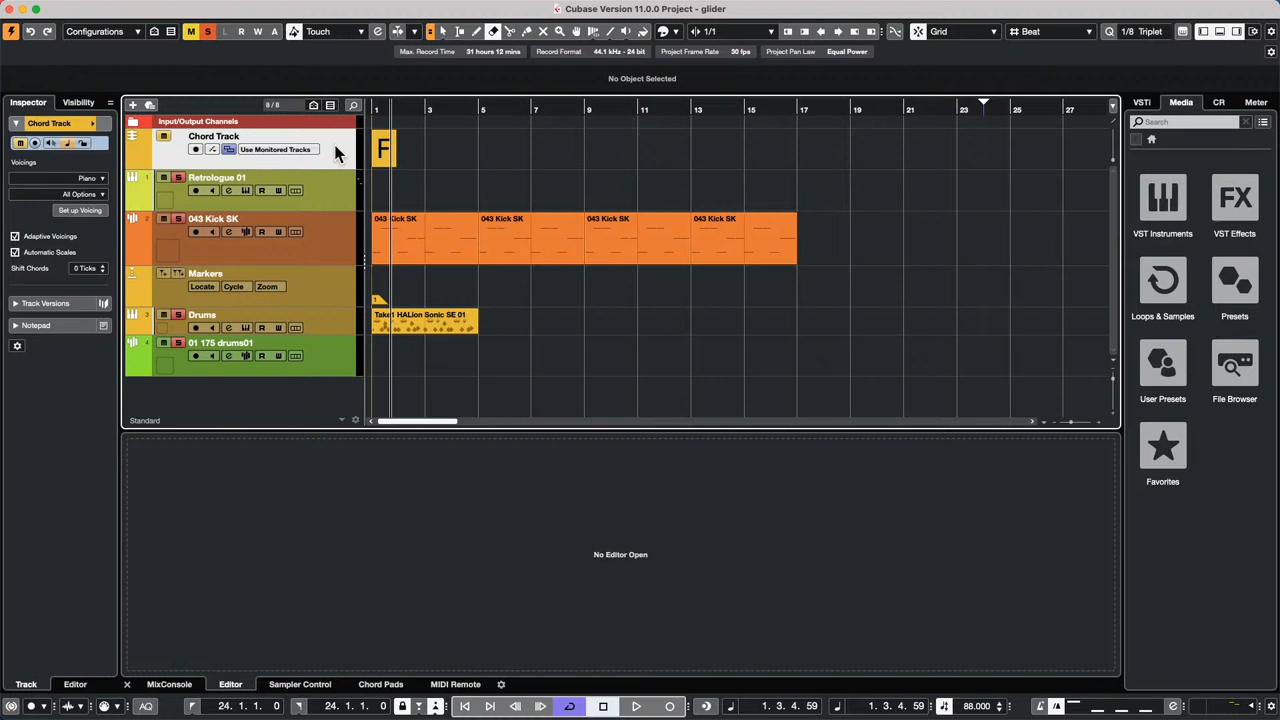 Cubase Version 11.0.0 Project - glider
Configurations M S L R W A Touch 1/1 Grid Beat Q 1/8 Triplet
Max. Record Time 31 hours 12 mins Record Format 44.1 kHz - 24 bit Project Frame Rate 30 fps Project Pan Law Equal Power
No Object Selected
Inspector Visibility
8/8
1 3 5 7 9 11 13 15 17 19 21 23 25 27
VSTi Media CR Meter
Chord Track
Input/Output Channels
Search
M Chord Track
Use Monitored Tracks
F
Voicings
Piano
All Options
Set up Voicing
Adaptive Voicings
Automatic Scales
Shift Chords 0 Ticks
Track Versions
Notepad
1 M S Retrologue 01
R W
2 M S 043 Kick SK
R W
043 Kick SK 043 Kick SK 043 Kick SK 043 Kick SK
Markers
Locate Cycle Zoom
1
3 M S Drums
R W
Take1 HALion Sonic SE 01
4 M S 01 175 drums01
R W
Standard
VST Instruments VST Effects
FX
Loops & Samples Presets
User Presets File Browser
Favorites
No Editor Open
Track Editor MixConsole Editor Sampler Control Chord Pads MIDI Remote
AQ 24. 1. 1. 0 24. 1. 1. 0 1. 3. 4. 59 1. 3. 4. 59 88.000